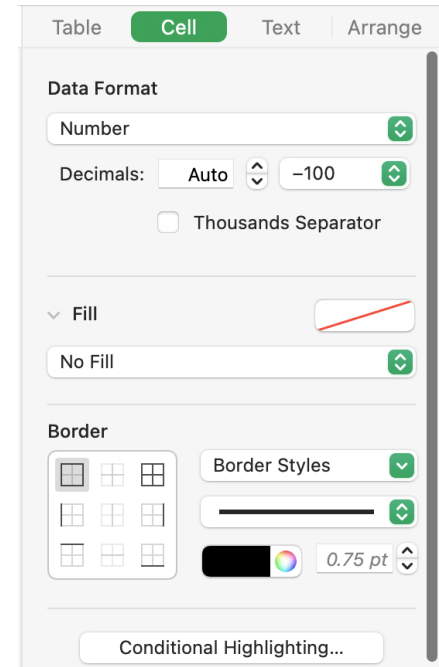 Table Cell Text Arrange
Data Format
Number
Decimals: Auto −100
Thousands Separator
Fill
No Fill
Border
Border Styles
0.75 pt
Conditional Highlighting...